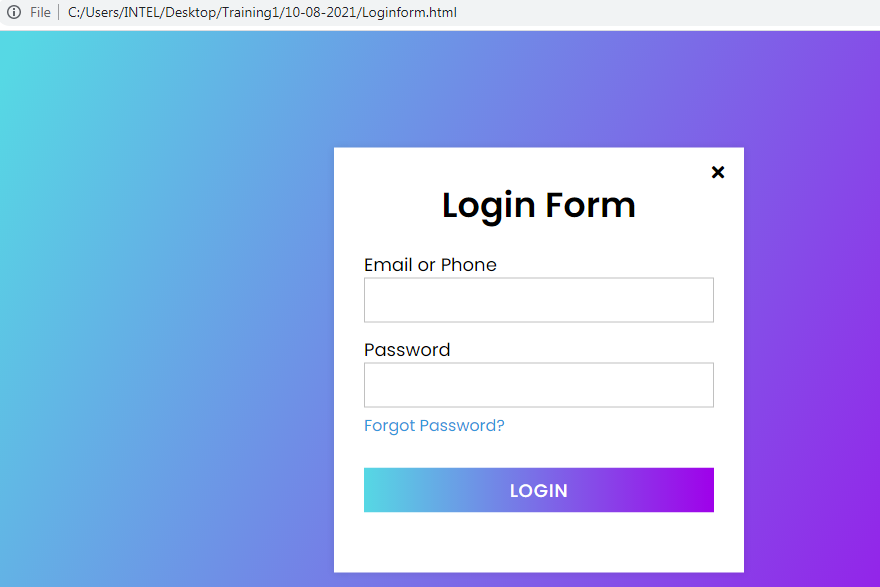 File C:/Users/INTEL/Desktop/Training1/10-08-2021/Loginform.html
Login Form
Email or Phone
Password
Forgot Password?
LOGIN